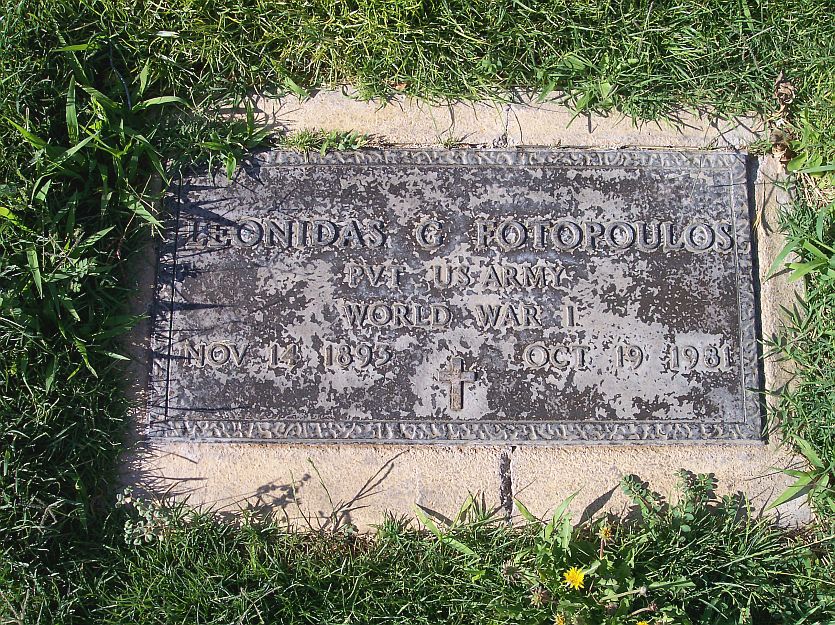 LEONIDAS G FOTOPOULOS
PVT US ARMY
WORLD WAR I
NOV 14 1895 OCT 19 1981